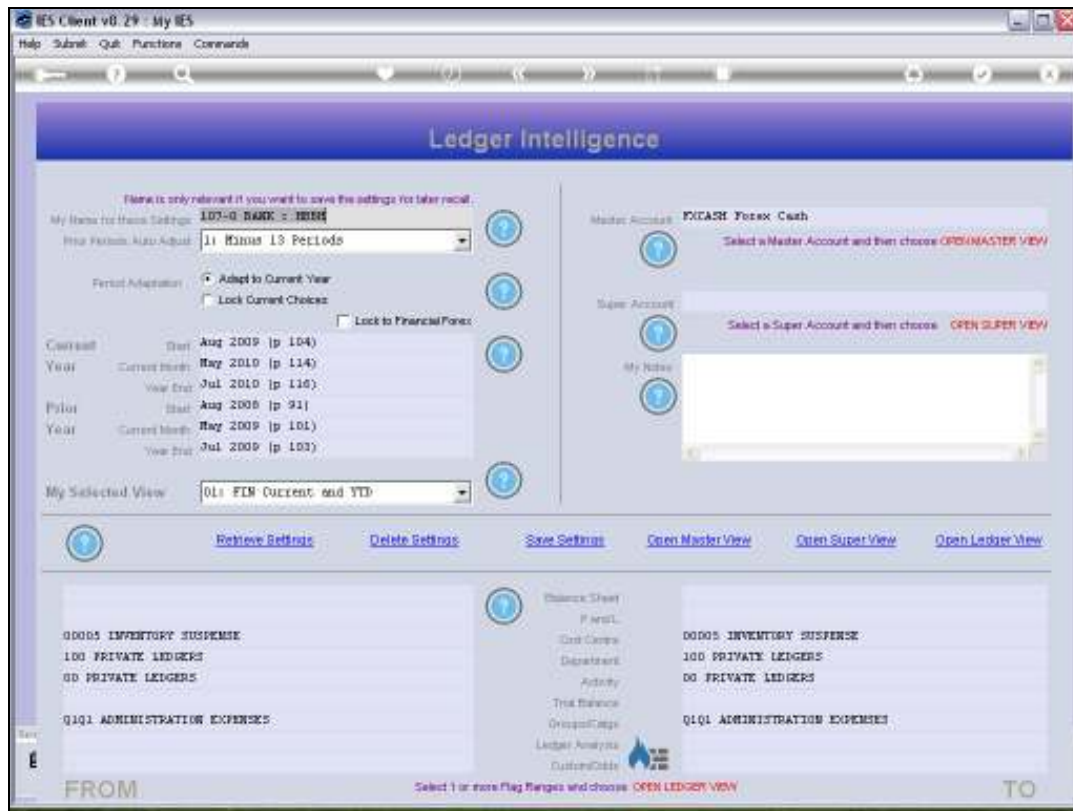 IES Client v8.29 : My IES
Help Subnet Quit Functions Commands
Ledger Intelligence
Name is only relevant if you want to save the settings for later recall.
My Name for these Settings 107-0 BANK :
Master Account FXCASH Forex Cash
Prior Periods Auto Adjust 1: Minus 13 Periods
Select a Master Account and then choose OPEN MASTER VIEW
Period Adaptation Adapt to Current Year
Lock Current Choices
Super Account
Lock to Financial Forex
Select a Super Account and then choose OPEN SUPER VIEW
Current Start Aug 2009 (p 104)
Year Current Month May 2010 (p 114)
My Notes
Year End Jul 2010 (p 116)
Prior Start Aug 2008 (p 91)
Year Current Month May 2009 (p 101)
Year End Jul 2009 (p 103)
My Selected View 01: FIN Current and YTD
Retrieve Settings Delete Settings Save Settings Open Master View Open Super View Open Ledger View
Balance Sheet
P and L
00005 INVENTORY SUSPENSE Cost Centre 00005 INVENTORY SUSPENSE
100 PRIVATE LEDGERS Department 100 PRIVATE LEDGERS
00 PRIVATE LEDGERS Activity 00 PRIVATE LEDGERS
Trial Balance
Q1Q1 ADMINISTRATION EXPENSES Groups/Catgs Q1Q1 ADMINISTRATION EXPENSES
Ledger Analysis
FROM Select 1 or more Flag Ranges and choose OPEN LEDGER VIEW TO